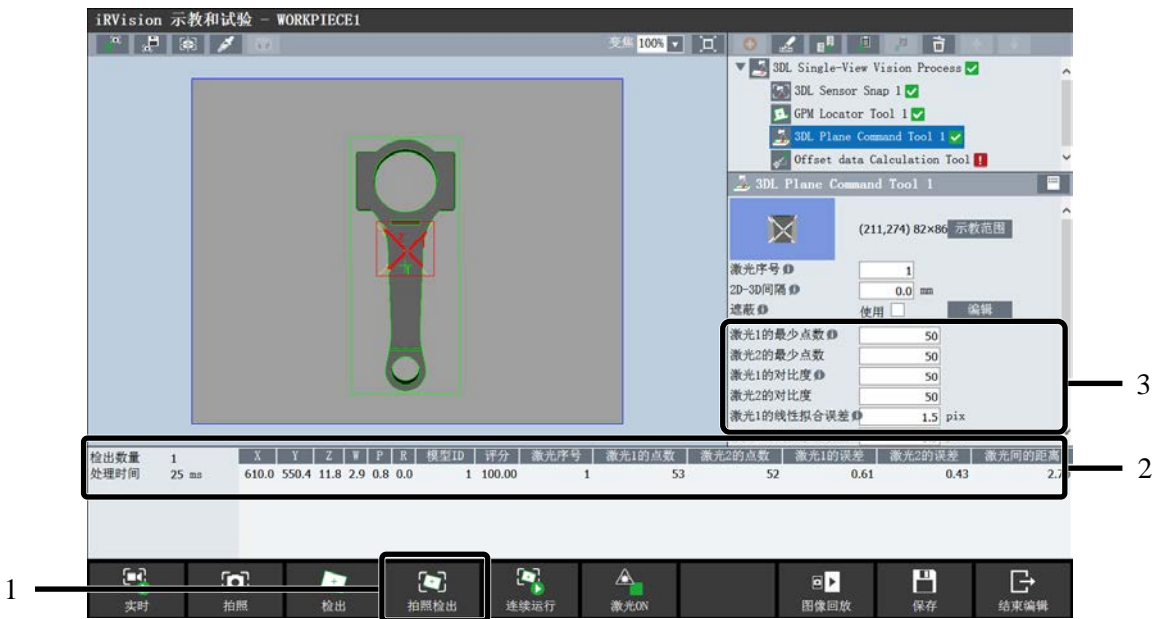 iRVision 示教和试验 - WORKPIECE1
变焦 100%
3DL Single-View Vision Process
3DL Sensor Snap 1
GPM Locator Tool 1
3DL Plane Command Tool 1
Offset data Calculation Tool
3DL Plane Command Tool 1
(211,274) 82×86 示教范围
激光序号 1
2D-3D间隔 0.0 mm
遮蔽 使用 编辑
激光1的最少点数 50
激光2的最少点数 50
激光1的对比度 50
激光2的对比度 50
激光1的线性拟合误差 1.5 pix
3
检出数量 1 X Y Z W P R 模型ID 评分 激光序号 激光1的点数 激光2的点数 激光1的误差 激光2的误差 激光间的距离
处理时间 25 ms 610.0 550.4 11.8 2.9 0.8 0.0 1 100.00 1 53 52 0.61 0.43
2
1
实时 拍照 检出 拍照检出 连续运行 激光ON 图像回放 保存 结束编辑